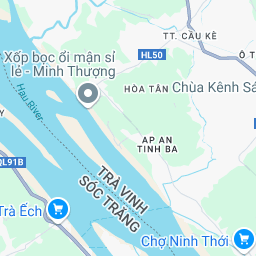 TT. CẦU KÈ
HL50
Ô T
Xốp bọc ổi mận sỉ
lẻ - Minh Thượng
HÒA TÂN
Chùa Kênh Sá
Hau River
AP AN
TINH BA
QL91B
TRÀ VINH
SÓC TRĂNG
Trà Ếch
Chợ Ninh Thới